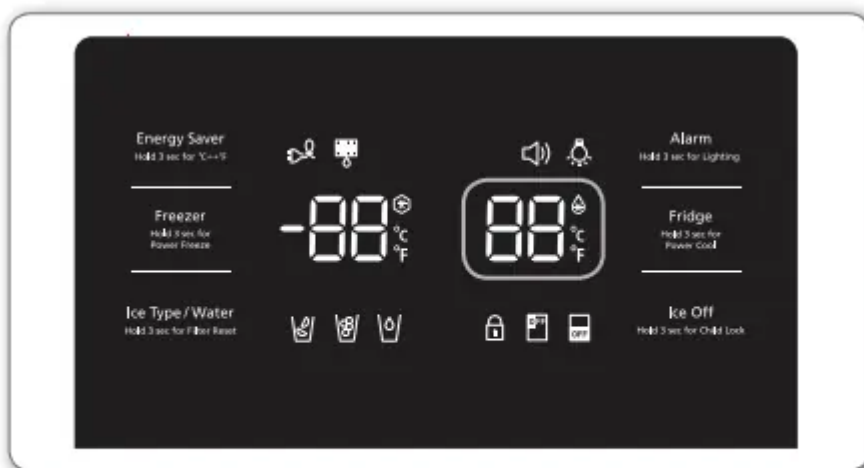 Energy Saver
Hold 3 sec for °C↔°F
Alarm
Hold 3 sec for Lighting
Freezer
Hold 3 sec for
Power Freeze
-88
°C
°F
88
°C
°F
Fridge
Hold 3 sec for
Power Cool
Ice Type / Water
Hold 3 sec for Filter Reset
OFF
OFF
Ice Off
Hold 3 sec for Child Lock